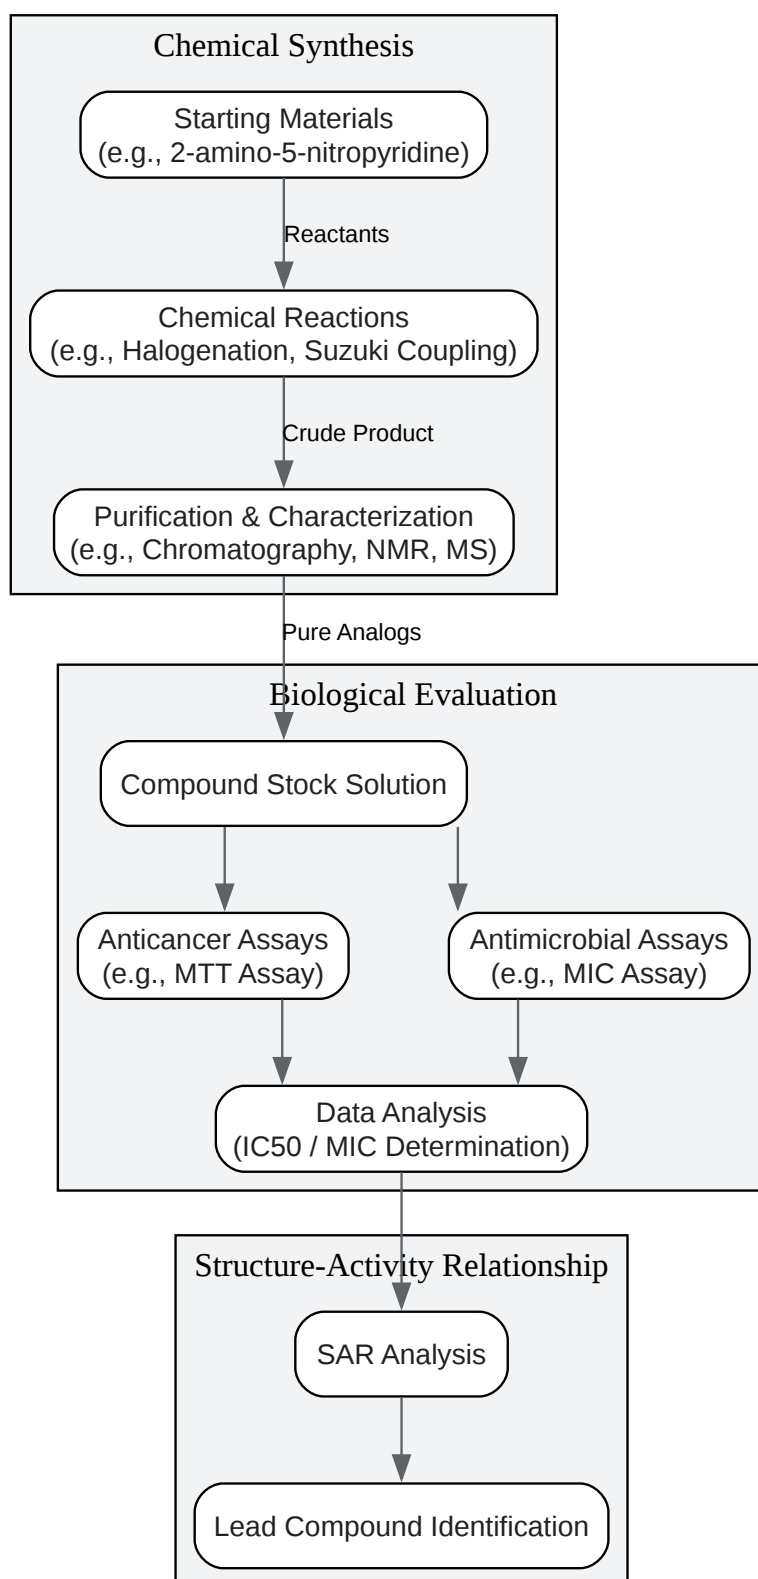 Chemical Synthesis
Starting Materials
(e.g., 2-amino-5-nitropyridine)
Reactants
Chemical Reactions
(e.g., Halogenation, Suzuki Coupling)
Crude Product
Purification & Characterization
(e.g., Chromatography, NMR, MS)
Pure Analogs
Biological Evaluation
Compound Stock Solution
Anticancer Assays
(e.g., MTT Assay)
Antimicrobial Assays
(e.g., MIC Assay)
Data Analysis
(IC50 / MIC Determination)
Structure-Activity Relationship
SAR Analysis
Lead Compound Identification